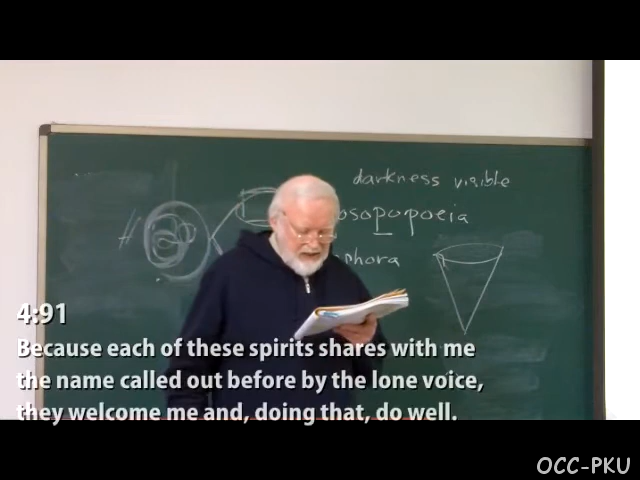 darkness visible
osopopoeia
phora
H
4:91
Because each of these spirits shares with me
the name called out before by the lone voice,
they welcome me and, doing that, do well.
OCC-PKU